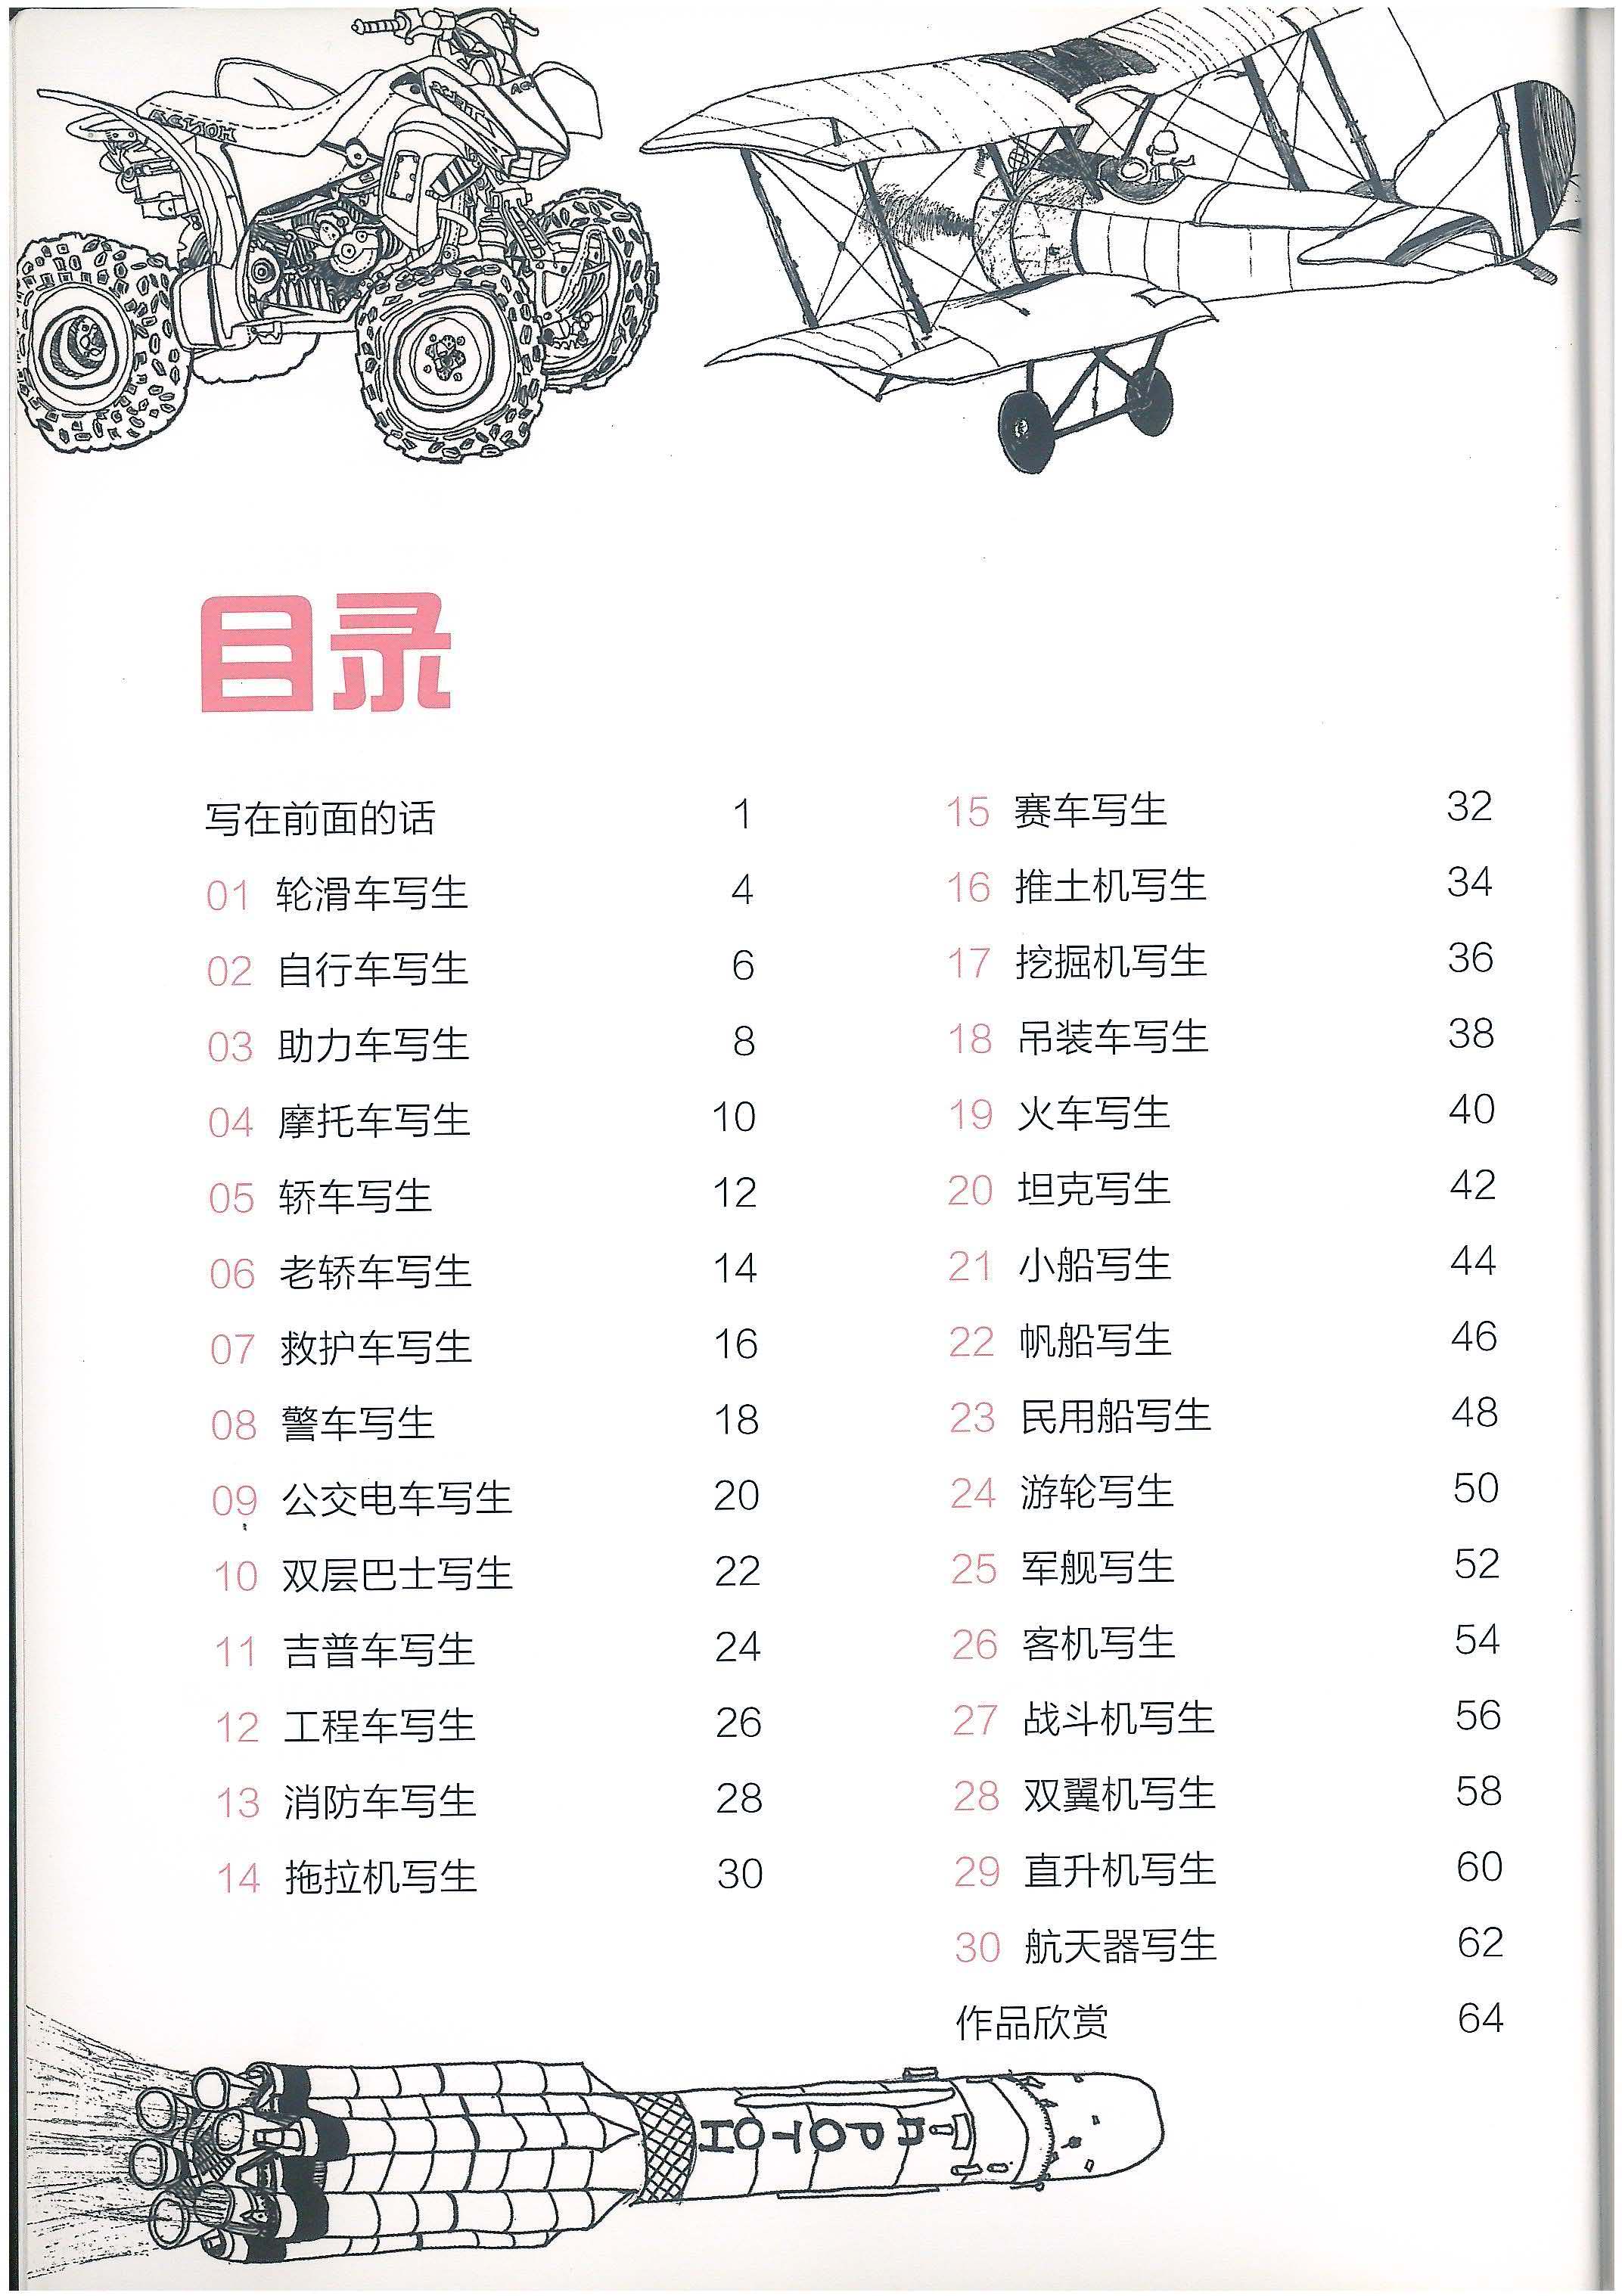 目录
写在前面的话 1
01 轮滑车写生 4
02 自行车写生 6
03 助力车写生 8
04 摩托车写生 10
05 轿车写生 12
06 老轿车写生 14
07 救护车写生 16
08 警车写生 18
09 公交电车写生 20
10 双层巴士写生 22
11 吉普车写生 24
12 工程车写生 26
13 消防车写生 28
14 拖拉机写生 30
15 赛车写生 32
16 推土机写生 34
17 挖掘机写生 36
18 吊装车写生 38
19 火车写生 40
20 坦克写生 42
21 小船写生 44
22 帆船写生 46
23 民用船写生 48
24 游轮写生 50
25 军舰写生 52
26 客机写生 54
27 战斗机写生 56
28 双翼机写生 58
29 直升机写生 60
30 航天器写生 62
作品欣赏 64